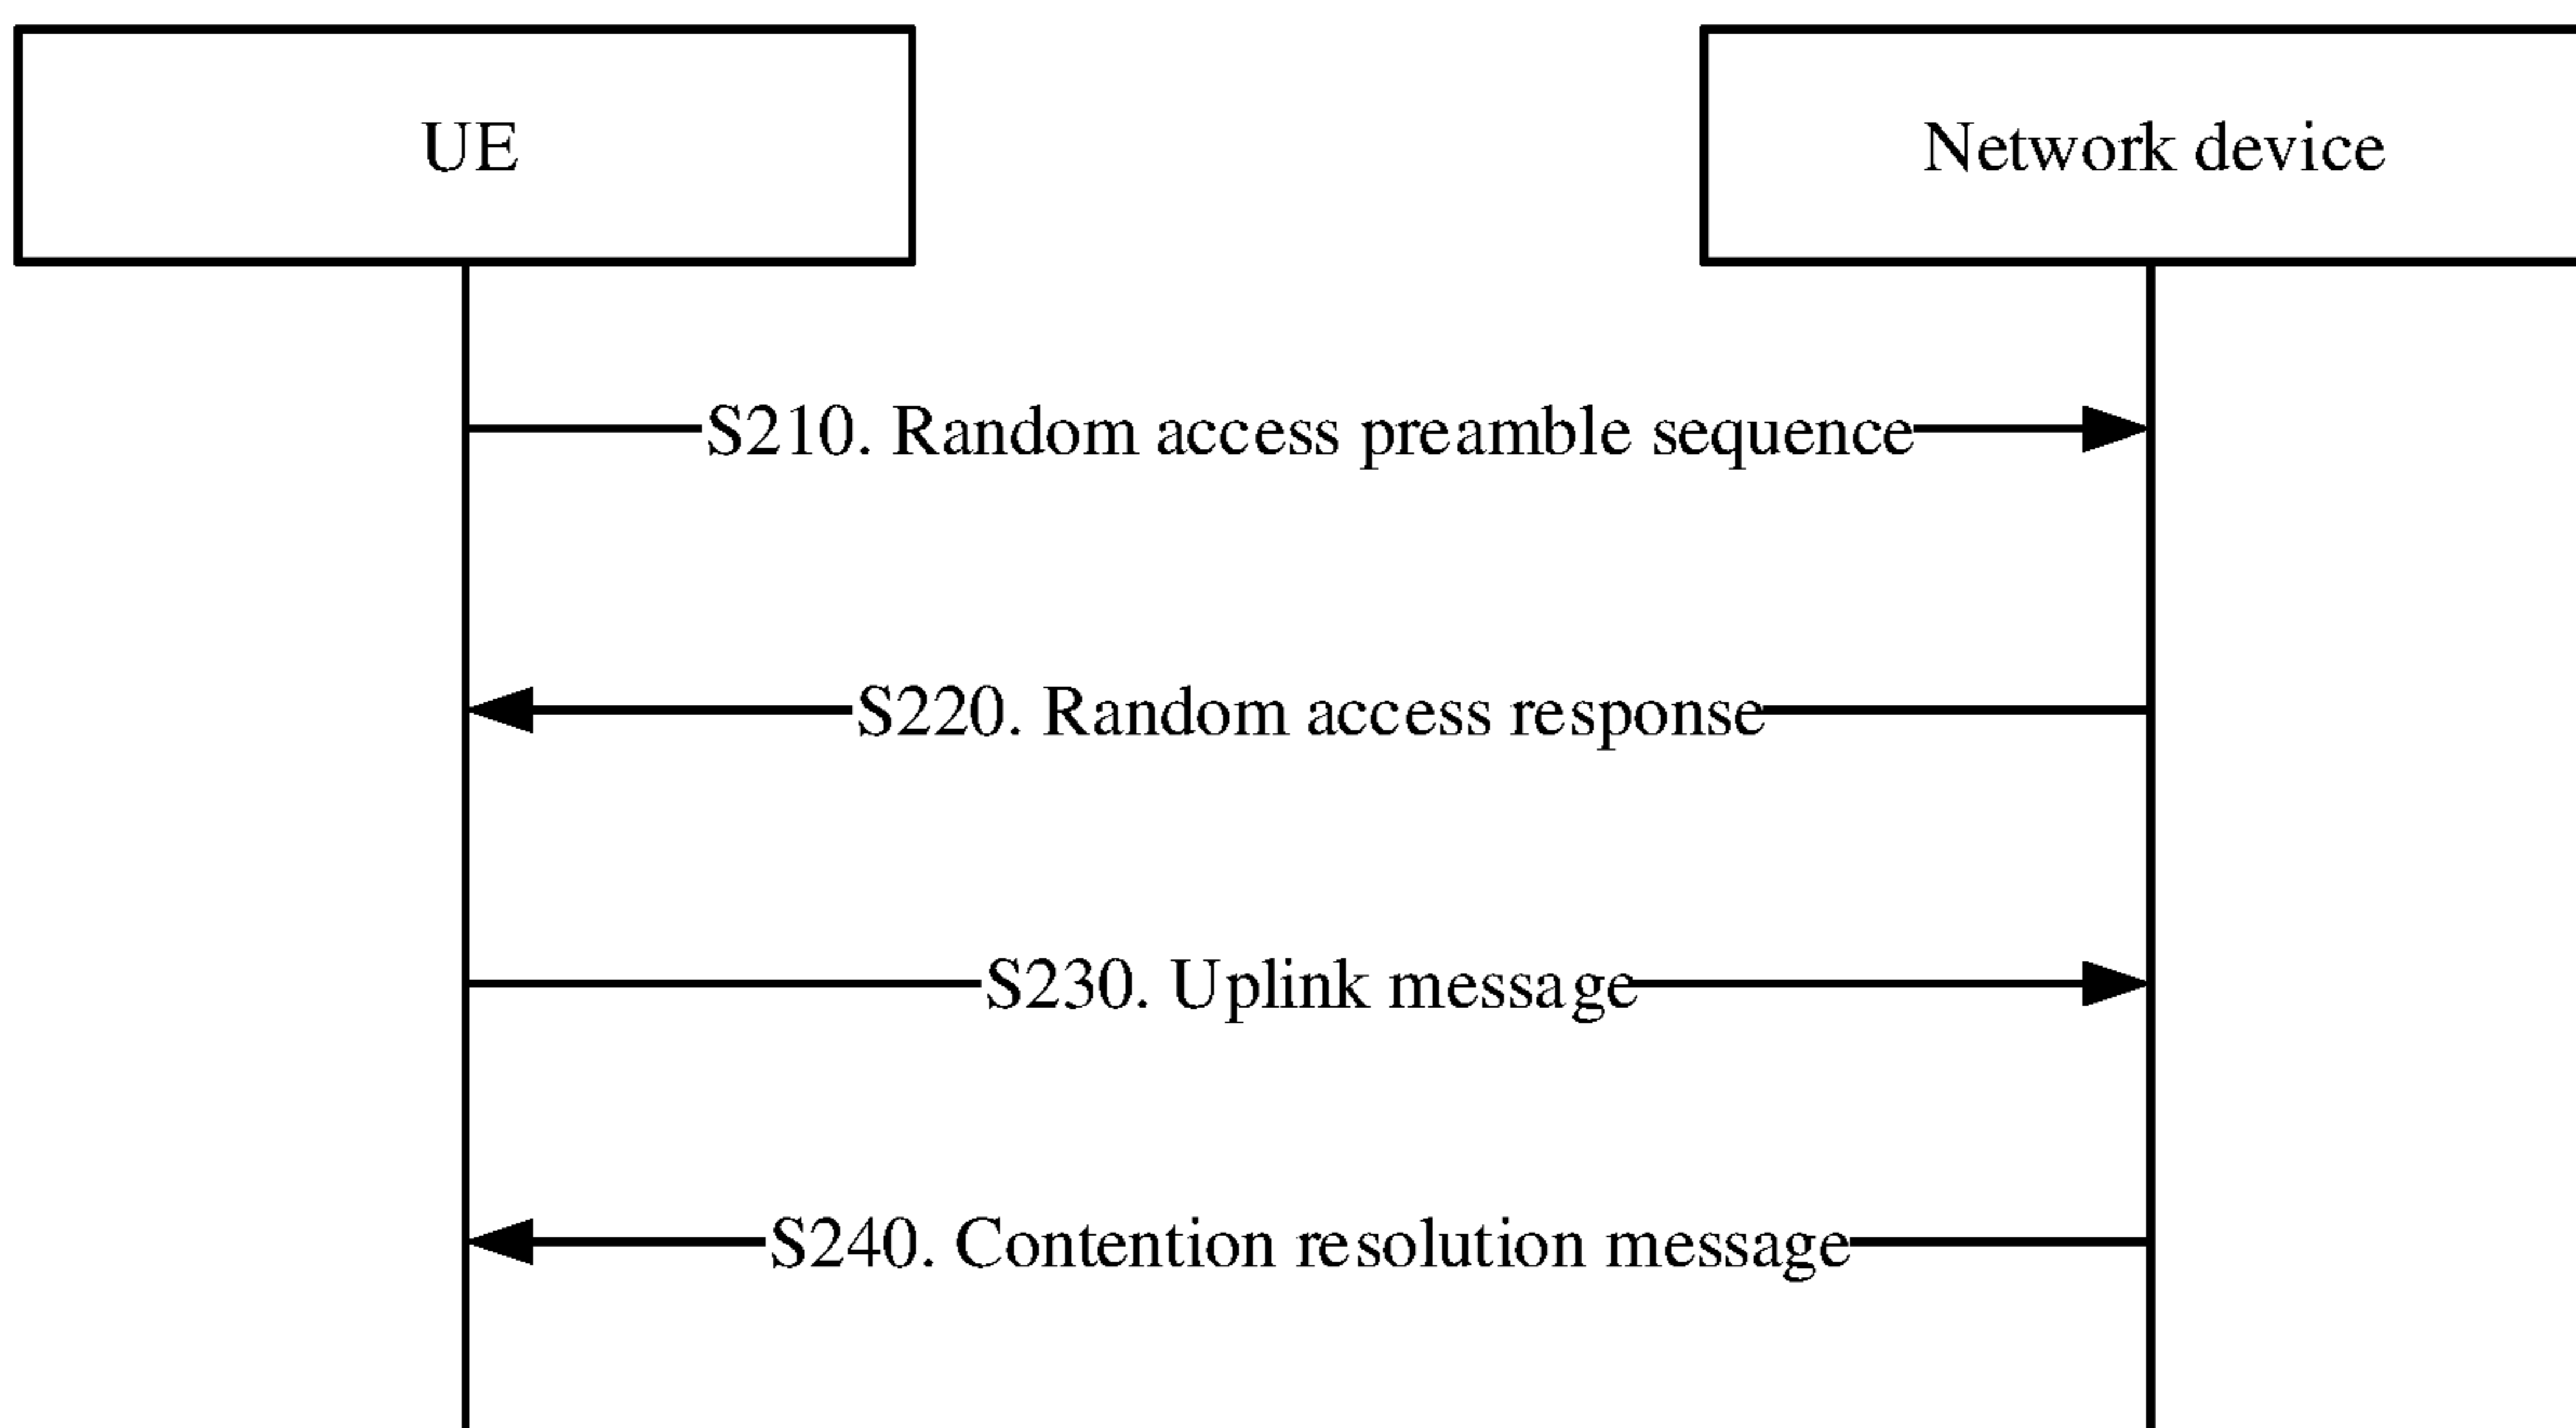 UE
Network device
S210. Random access preamble sequence
S220. Random access response
S230. Uplink message
S240. Contention resolution message